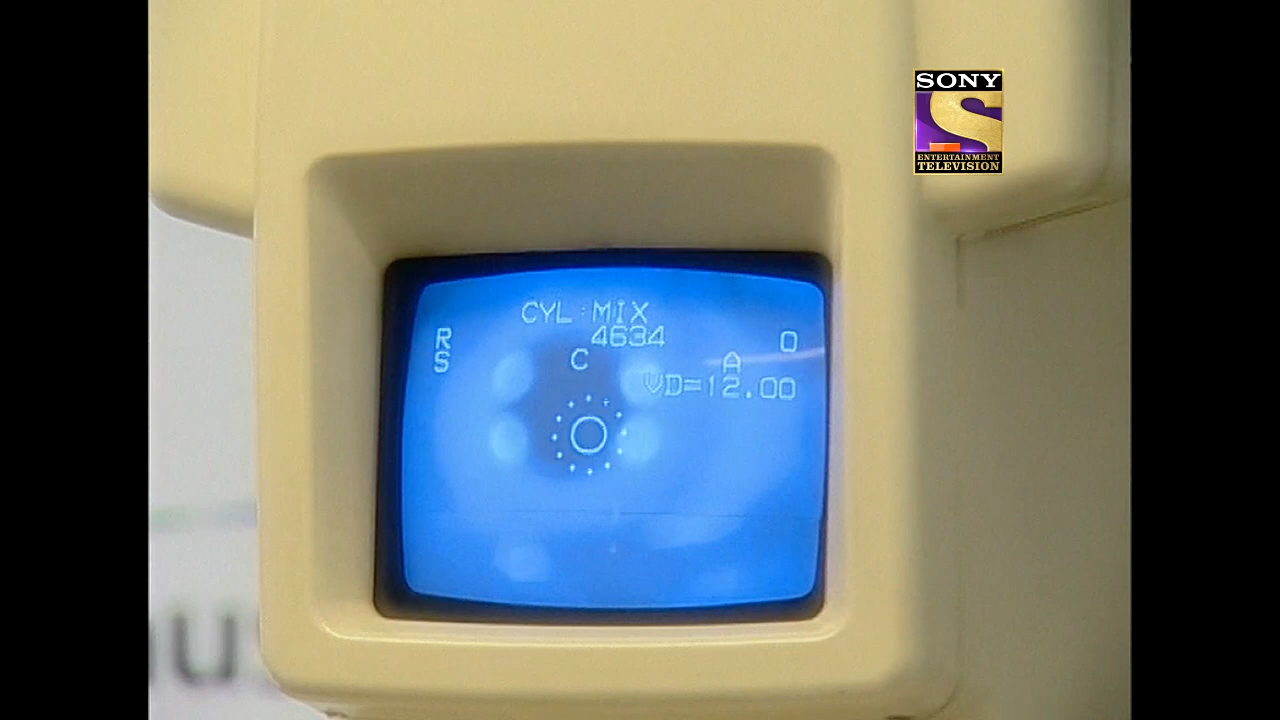 SONY
ENTERTAINMENT
TELEVISION
CYL:MIX
R 4634 0
S C A
VD=12.00